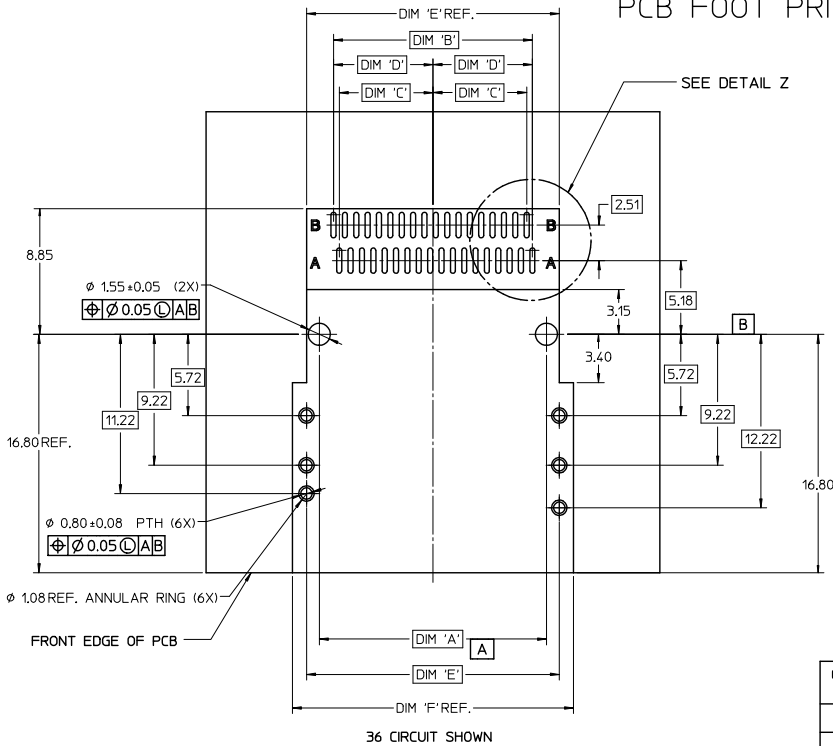 PCB FOOT PRI
DIM 'E' REF.
DIM 'B'
DIM 'D' DIM 'D'
DIM 'C' DIM 'C'
SEE DETAIL Z
2.51
B B
A A
8.85
⌀ 1.55±0.05 (2X)
⌖ ⌀ 0.05 Ⓛ A B
5.18
3.15
B
3.40
5.72
5.72
9.22
9.22
11.22
12.22
16.80 REF.
16.80
⌀ 0.80±0.08 PTH (6X)
⌖ ⌀ 0.05 Ⓛ A B
⌀ 1.08 REF. ANNULAR RING (6X)
FRONT EDGE OF PCB
DIM 'A'
A
DIM 'E'
DIM 'F' REF.
36 CIRCUIT SHOWN